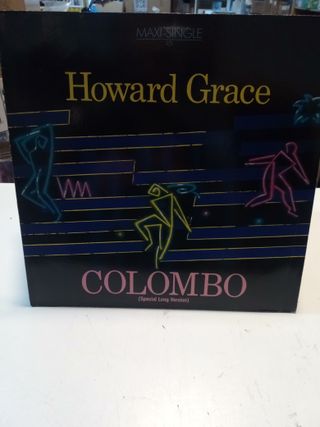 MAXI-SINGLE
Howard Grace
COLOMBO
(Special Long Version)